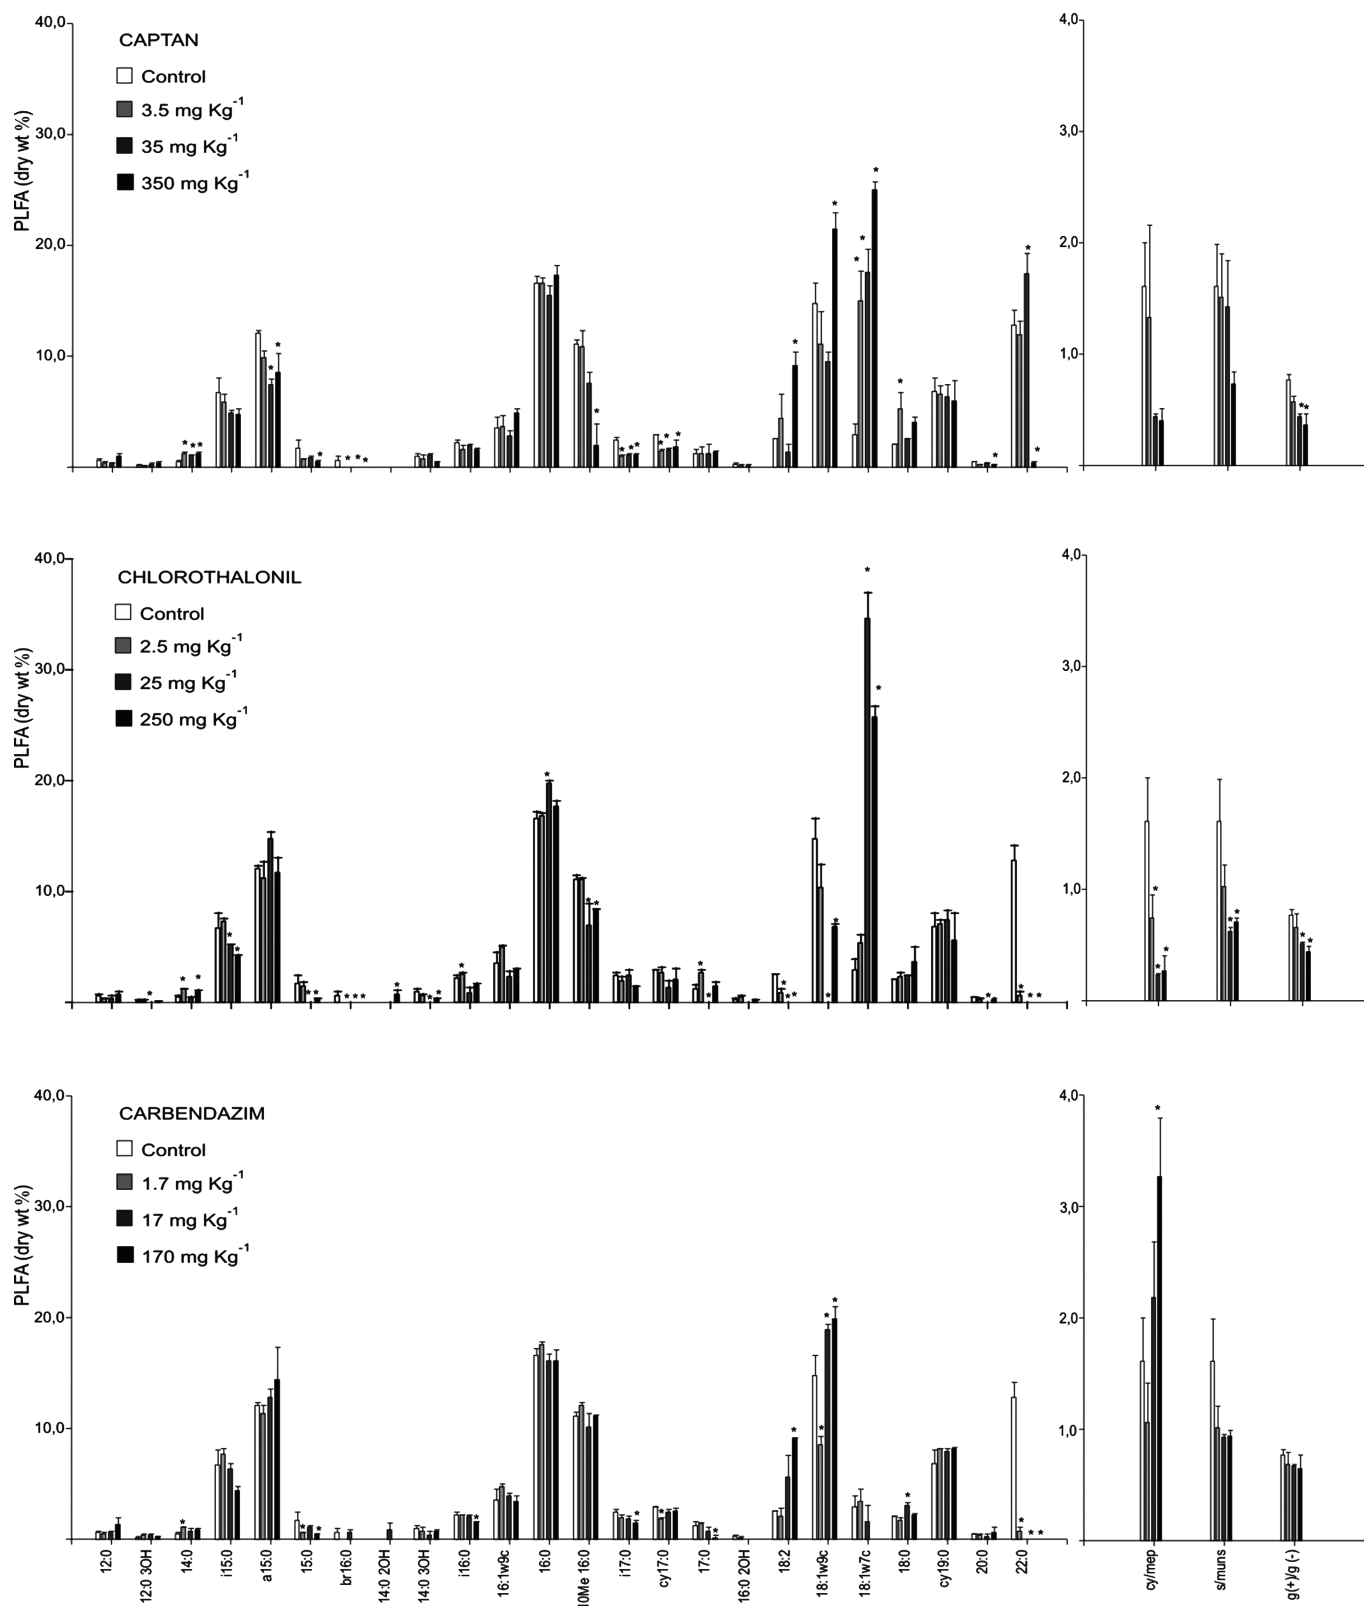 CAPTAN
Control
3.5 mg Kg-1
35 mg Kg-1
350 mg Kg-1
PLFA (dry wt %)
40,0
30,0
20,0
10,0
4,0
3,0
2,0
1,0
CHLOROTHALONIL
Control
2.5 mg Kg-1
25 mg Kg-1
250 mg Kg-1
PLFA (dry wt %)
40,0
30,0
20,0
10,0
4,0
3,0
2,0
1,0
CARBENDAZIM
Control
1.7 mg Kg-1
17 mg Kg-1
170 mg Kg-1
PLFA (dry wt %)
40,0
30,0
20,0
10,0
4,0
3,0
2,0
1,0
12:0
12:0 3OH
14:0
i15:0
a15:0
15:0
br16:0
14:0 2OH
14:0 3OH
i16:0
16:1w9c
16:0
10Me 16:0
i17:0
cy17:0
17:0
16:0 2OH
18:2
18:1w9c
18:1w7c
18:0
cy19:0
20:0
22:0
cy/mep
s/muns
g(+)/g (-)